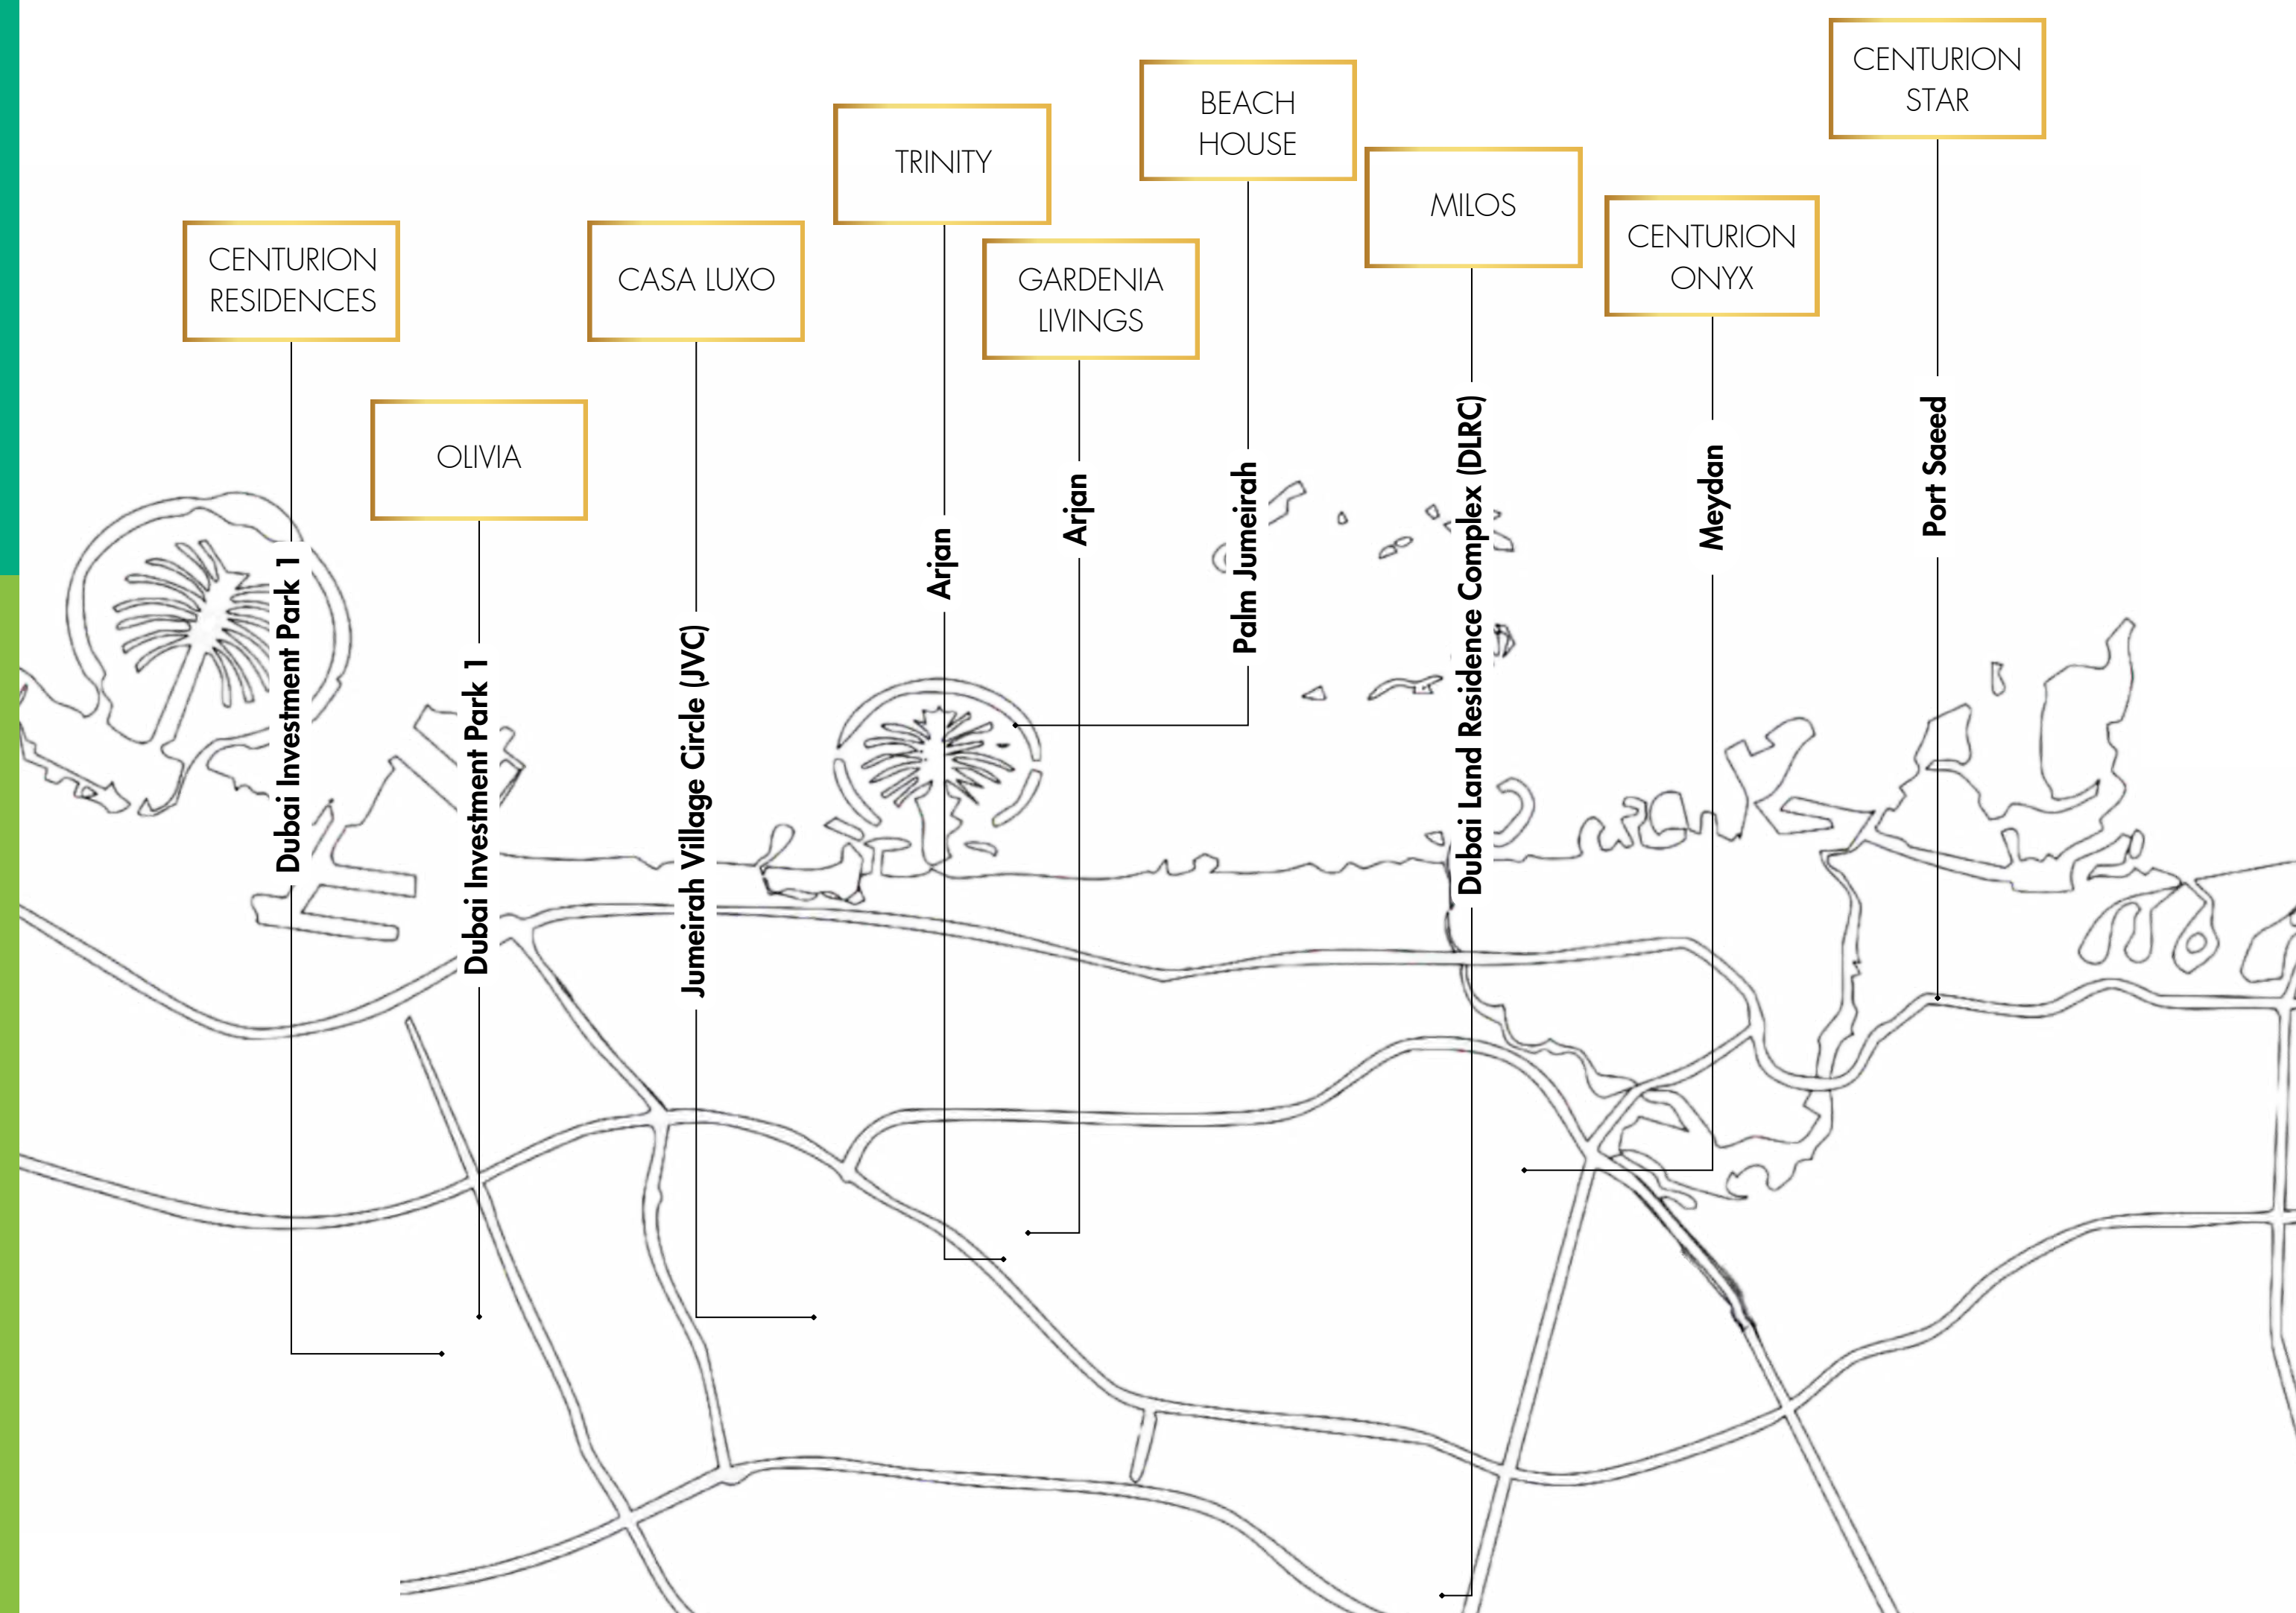 CENTURION
RESIDENCES
Dubai Investment Park 1
OLIVIA
Dubai Investment Park 1
CASA LUXO
Jumeirah Village Circle (JVC)
TRINITY
Arjan
GARDENIA
LIVINGS
Arjan
BEACH
HOUSE
Palm Jumeirah
MILOS
Dubai Land Residence Complex (DLRC)
CENTURION
ONYX
Meydan
CENTURION
STAR
Port Saeed